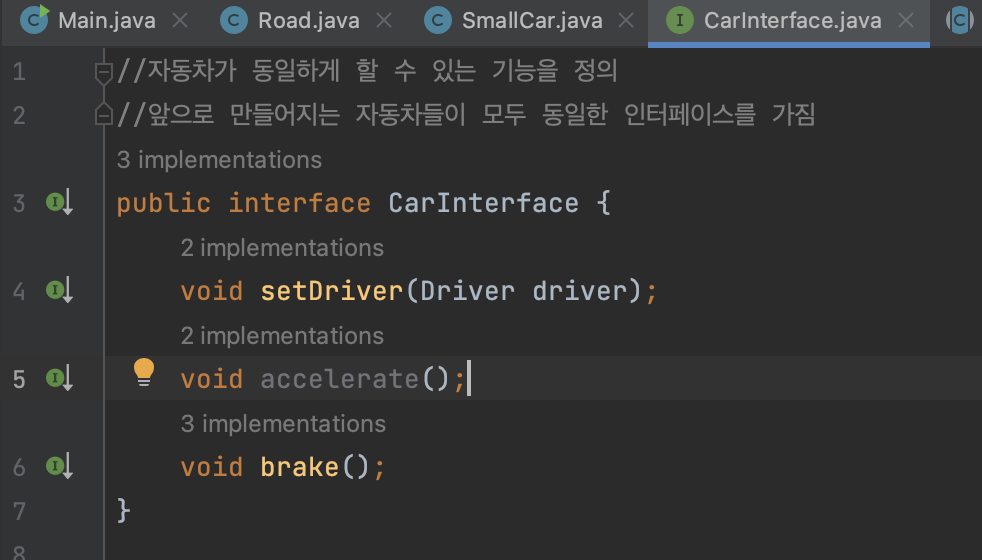 Main.java Road.java SmallCar.java CarInterface.java
1 //자동차가 동일하게 할 수 있는 기능을 정의
2 //앞으로 만들어지는 자동차들이 모두 동일한 인터페이스를 가짐
3 implementations
3 public interface CarInterface {
2 implementations
4 void setDriver(Driver driver);
2 implementations
5 void accelerate();
3 implementations
6 void brake();
7 }
8